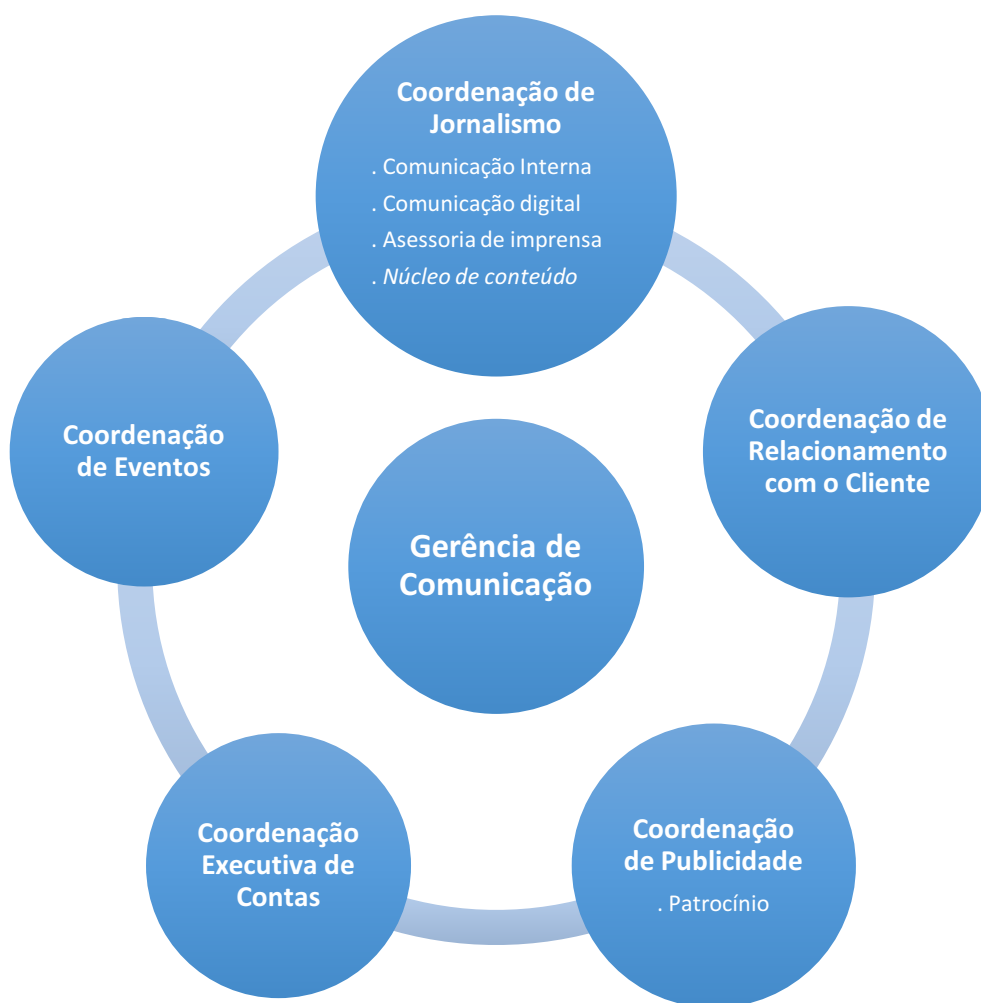 Coordenação de
Jornalismo
. Comunicação Interna
. Comunicação digital
. Asessoria de imprensa
. Núcleo de conteúdo
Coordenação de
Relacionamento
com o Cliente
Coordenação
de Publicidade
. Patrocínio
Coordenação
Executiva de
Contas
Coordenação
de Eventos
Gerência de
Comunicação